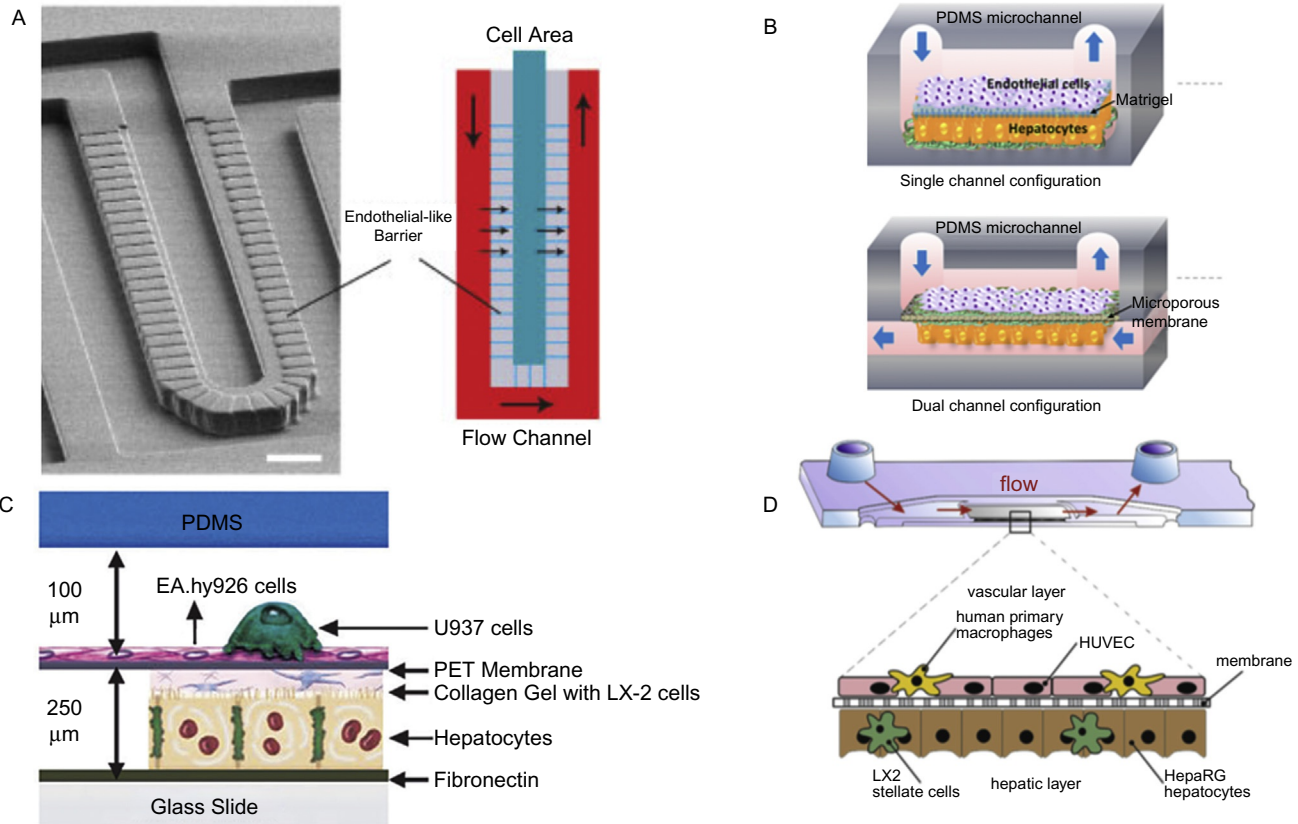 A
Cell Area
Endothelial-like
Barrier
Flow Channel
B
PDMS microchannel
Endothelial cells
Matrigel
Hepatocytes
Single channel configuration
PDMS microchannel
Microporous
membrane
Dual channel configuration
C
PDMS
100
μm
EA.hy926 cells
U937 cells
PET Membrane
Collagen Gel with LX-2 cells
250
μm
Hepatocytes
Fibronectin
Glass Slide
D
flow
vascular layer
human primary
macrophages
HUVEC
membrane
LX2
stellate cells
hepatic layer
HepaRG
hepatocytes